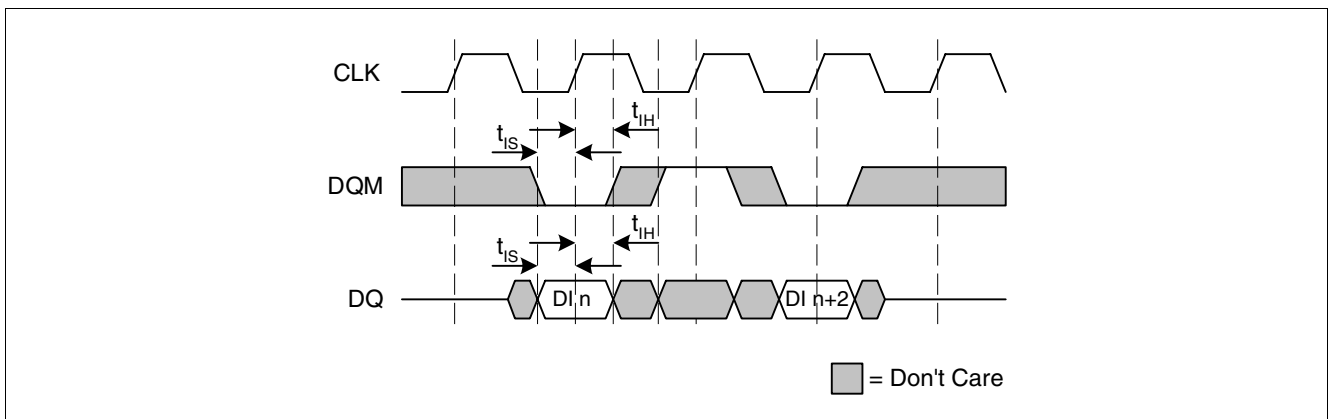 CLK
tIH
tIS
DQM
tIH
tIS
DQ
DI n
DI n+2
= Don't Care